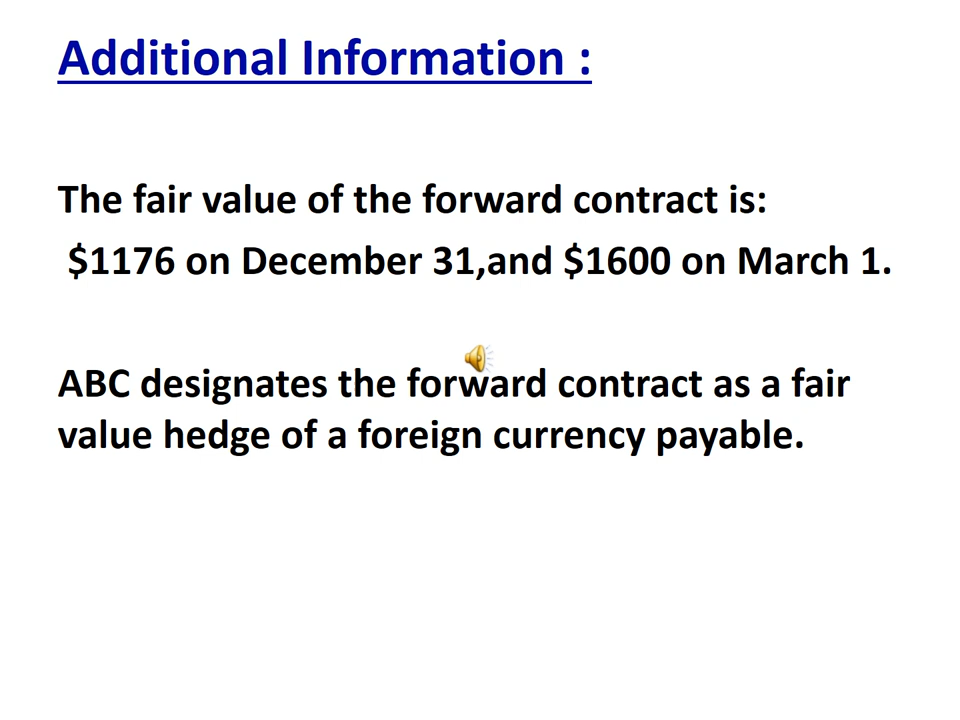 Additional Information :
The fair value of the forward contract is:
$1176 on December 31,and $1600 on March 1.
ABC designates the forward contract as a fair
value hedge of a foreign currency payable.